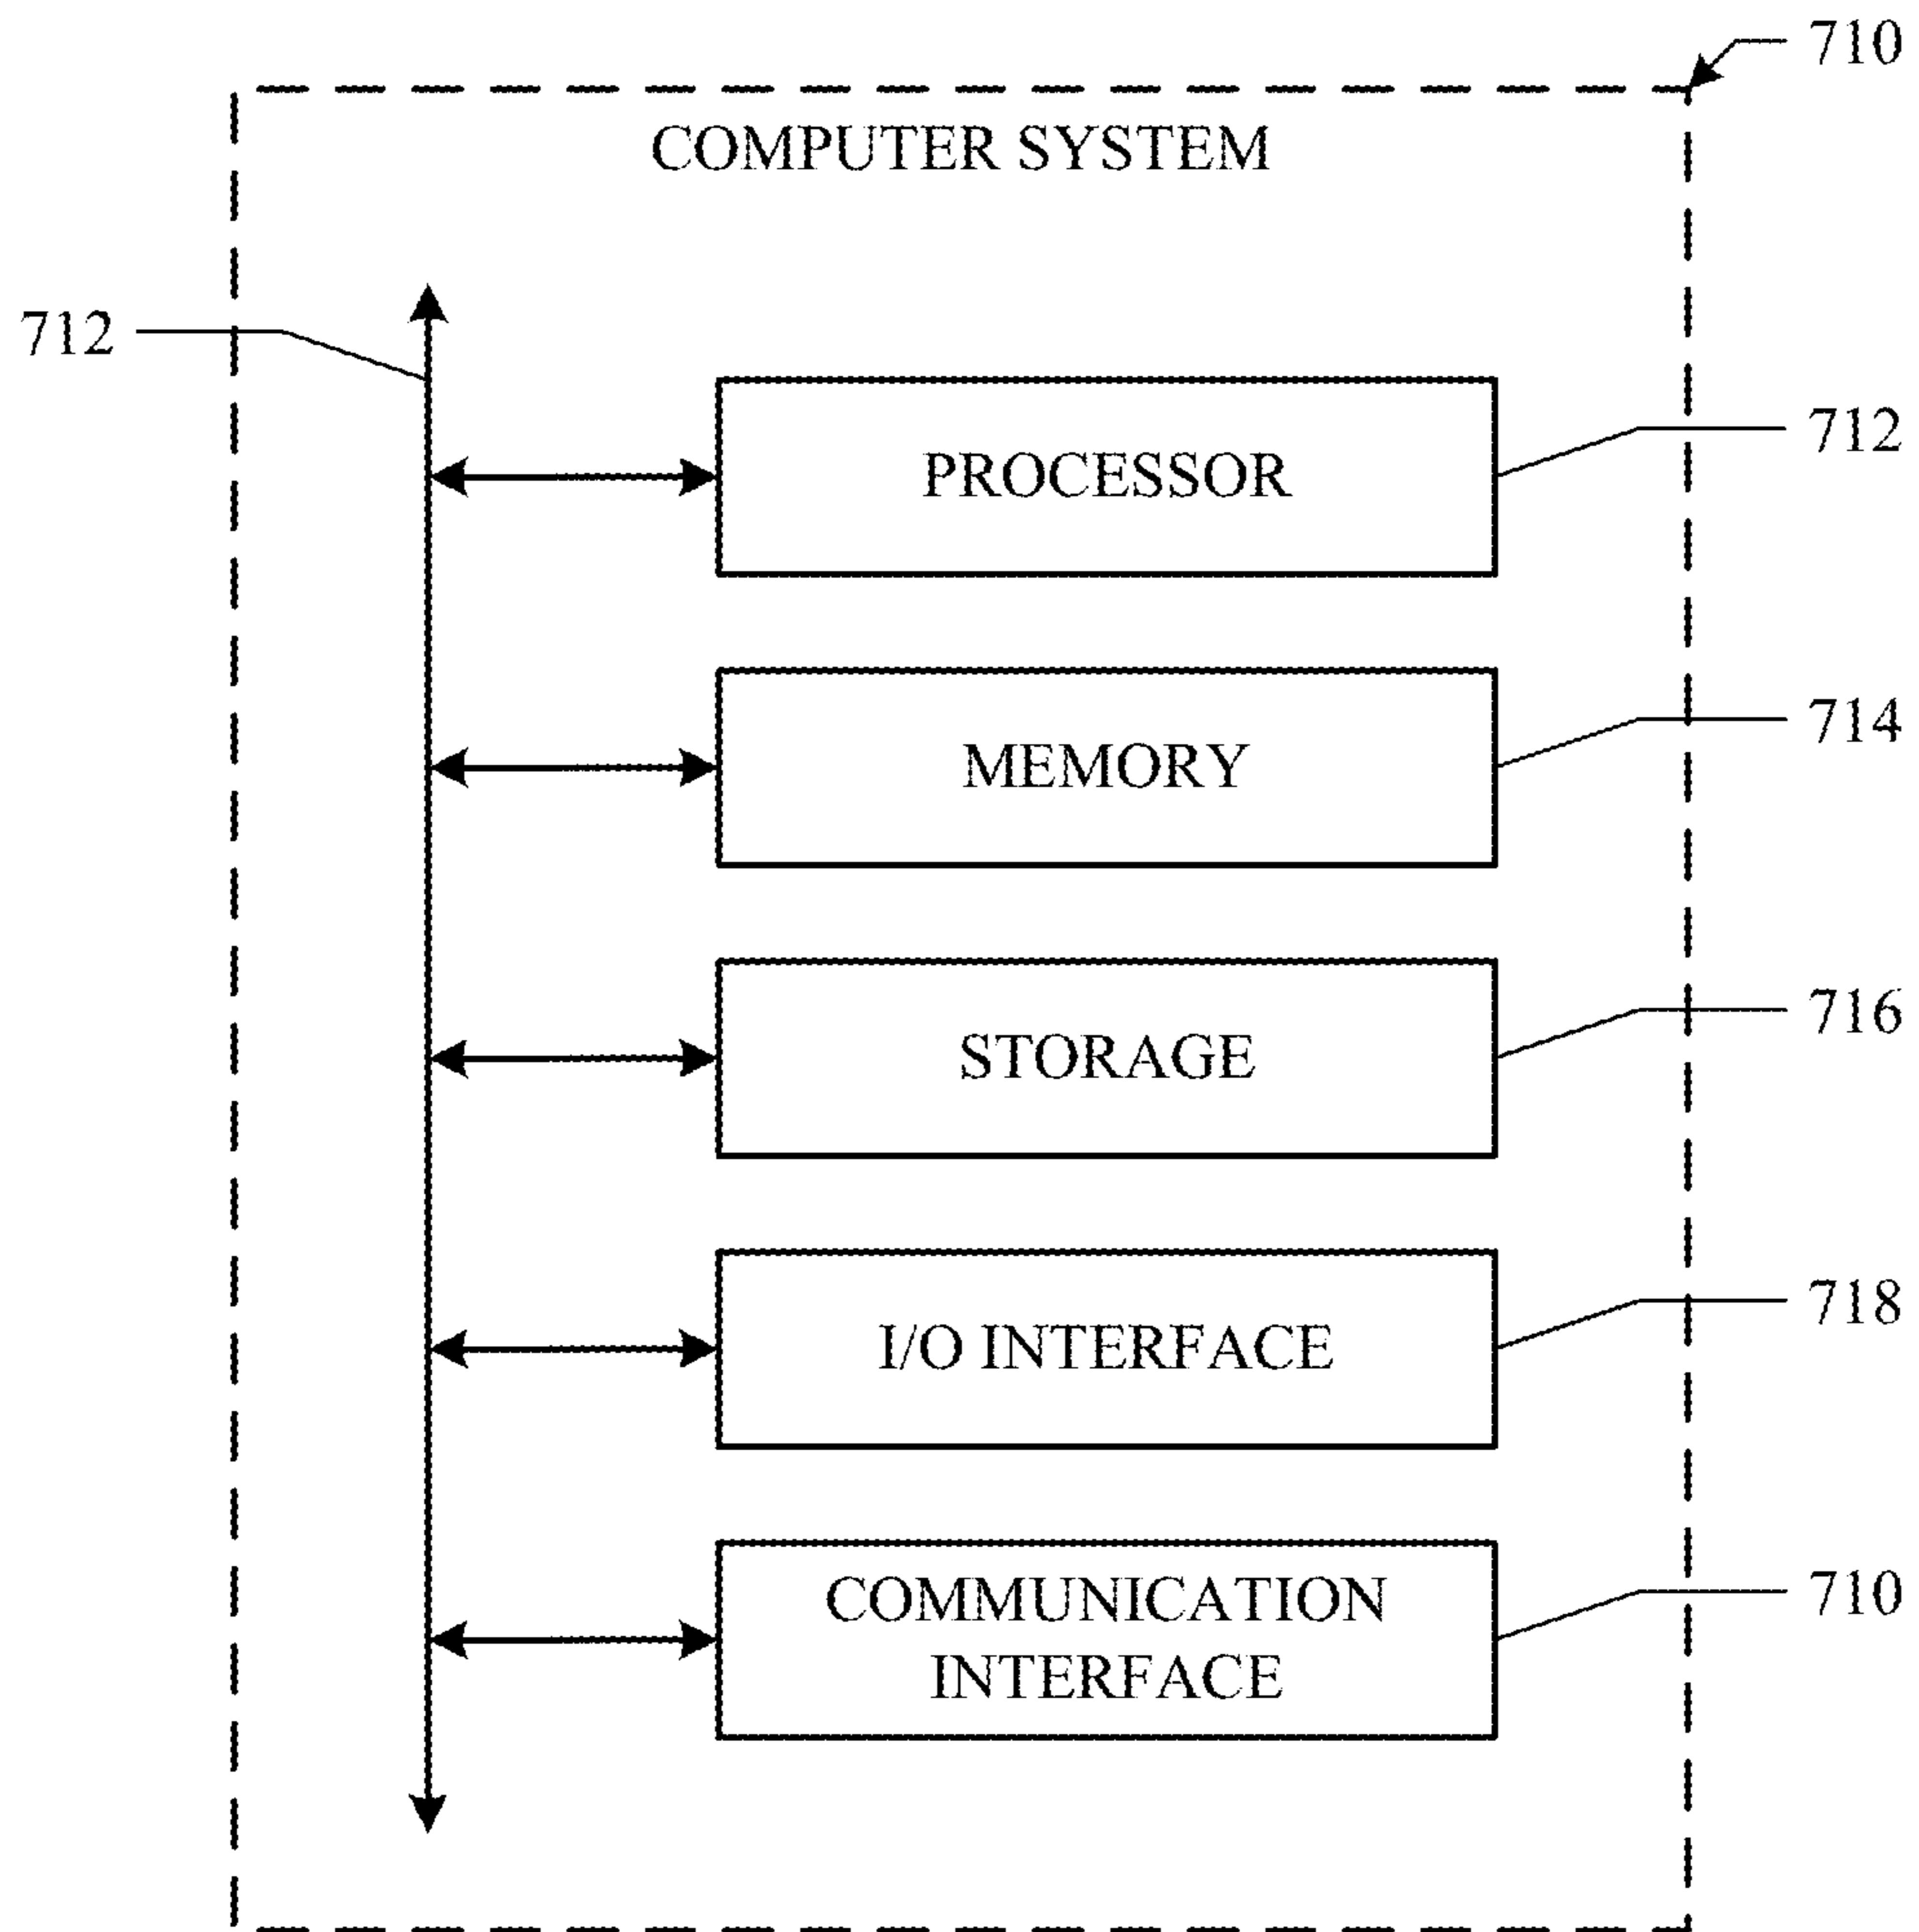 710
COMPUTER SYSTEM
712
PROCESSOR
712
MEMORY
714
STORAGE
716
I/O INTERFACE
718
COMMUNICATION
INTERFACE
710